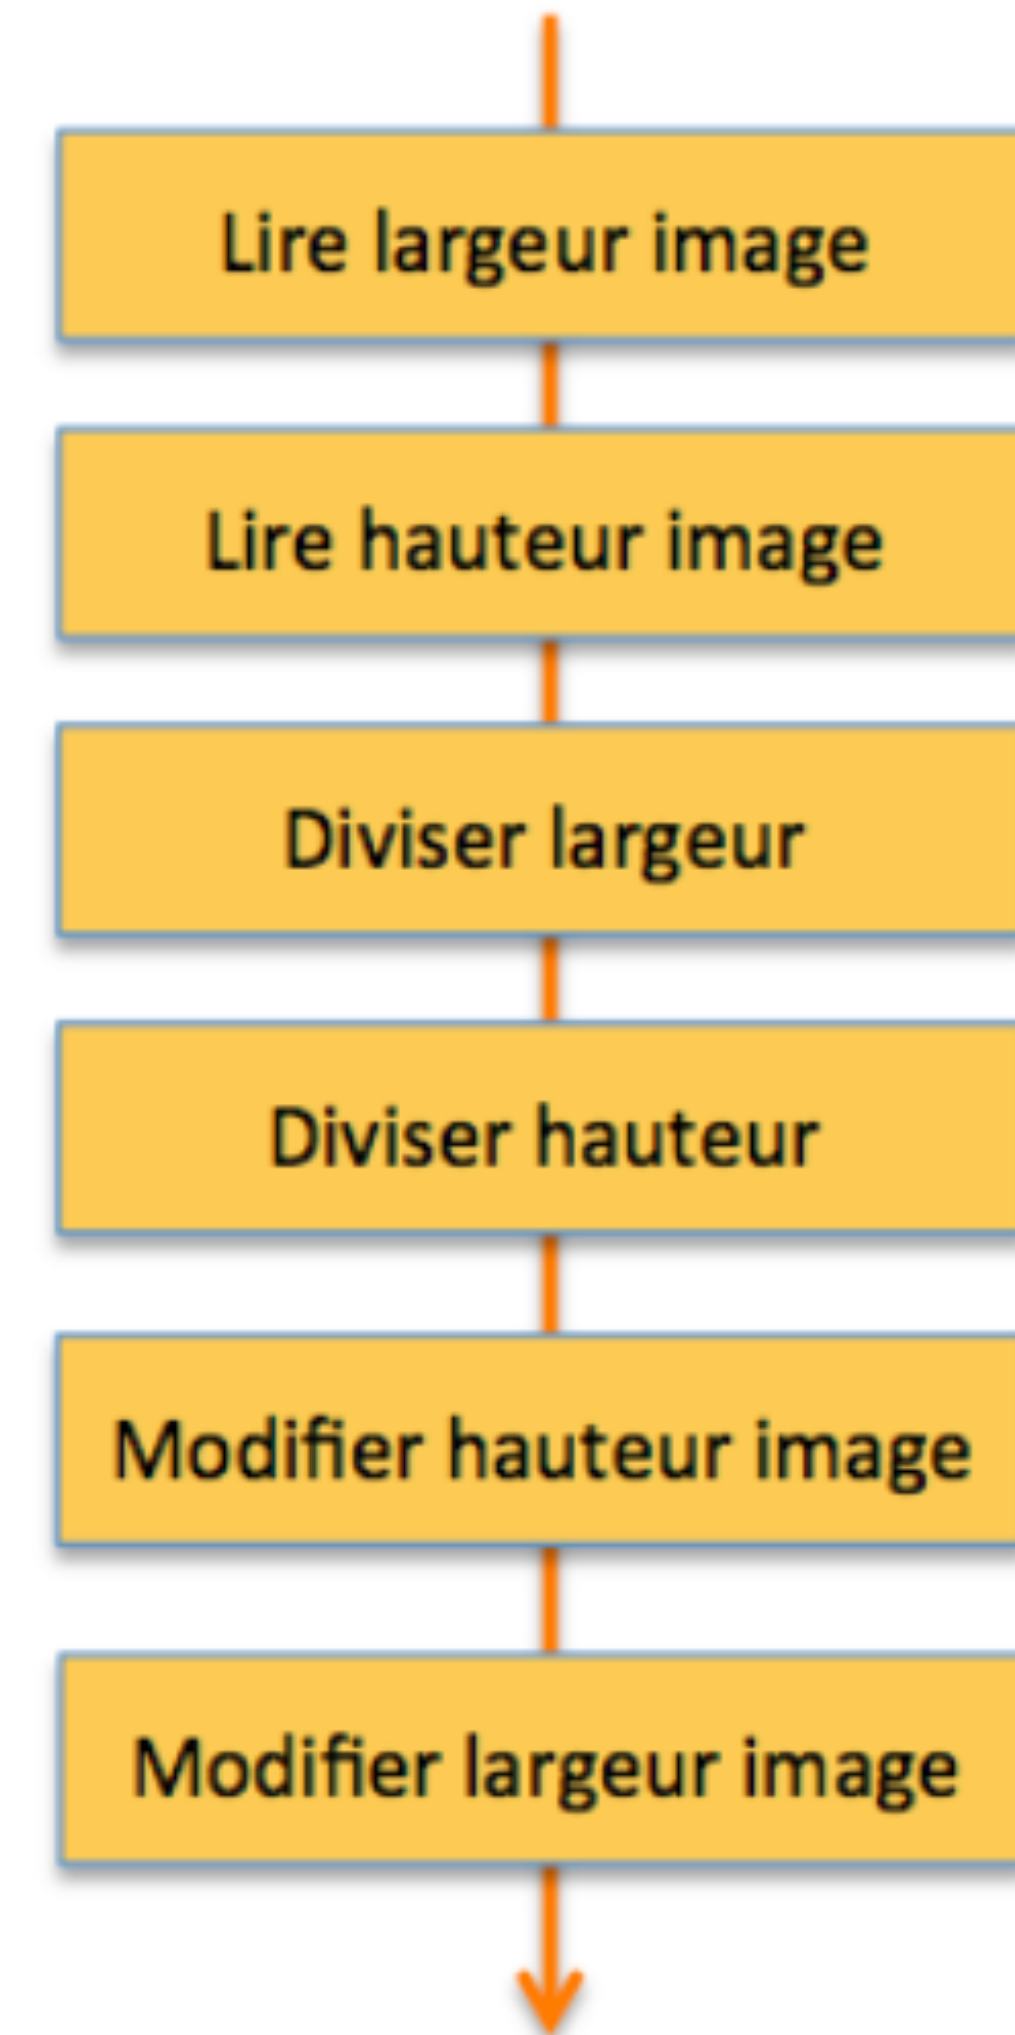 Lire largeur image
Lire hauteur image
Diviser largeur
Diviser hauteur
Modifier hauteur image
Modifier largeur image